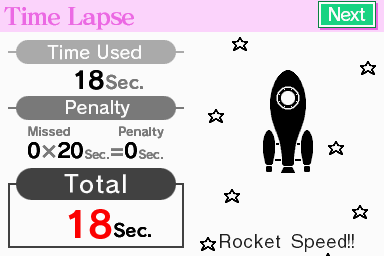 Time Lapse
Next
Time Used
18Sec.
Penalty
Missed Penalty
0×20Sec.=0Sec.
Total
18Sec.
Rocket Speed!!